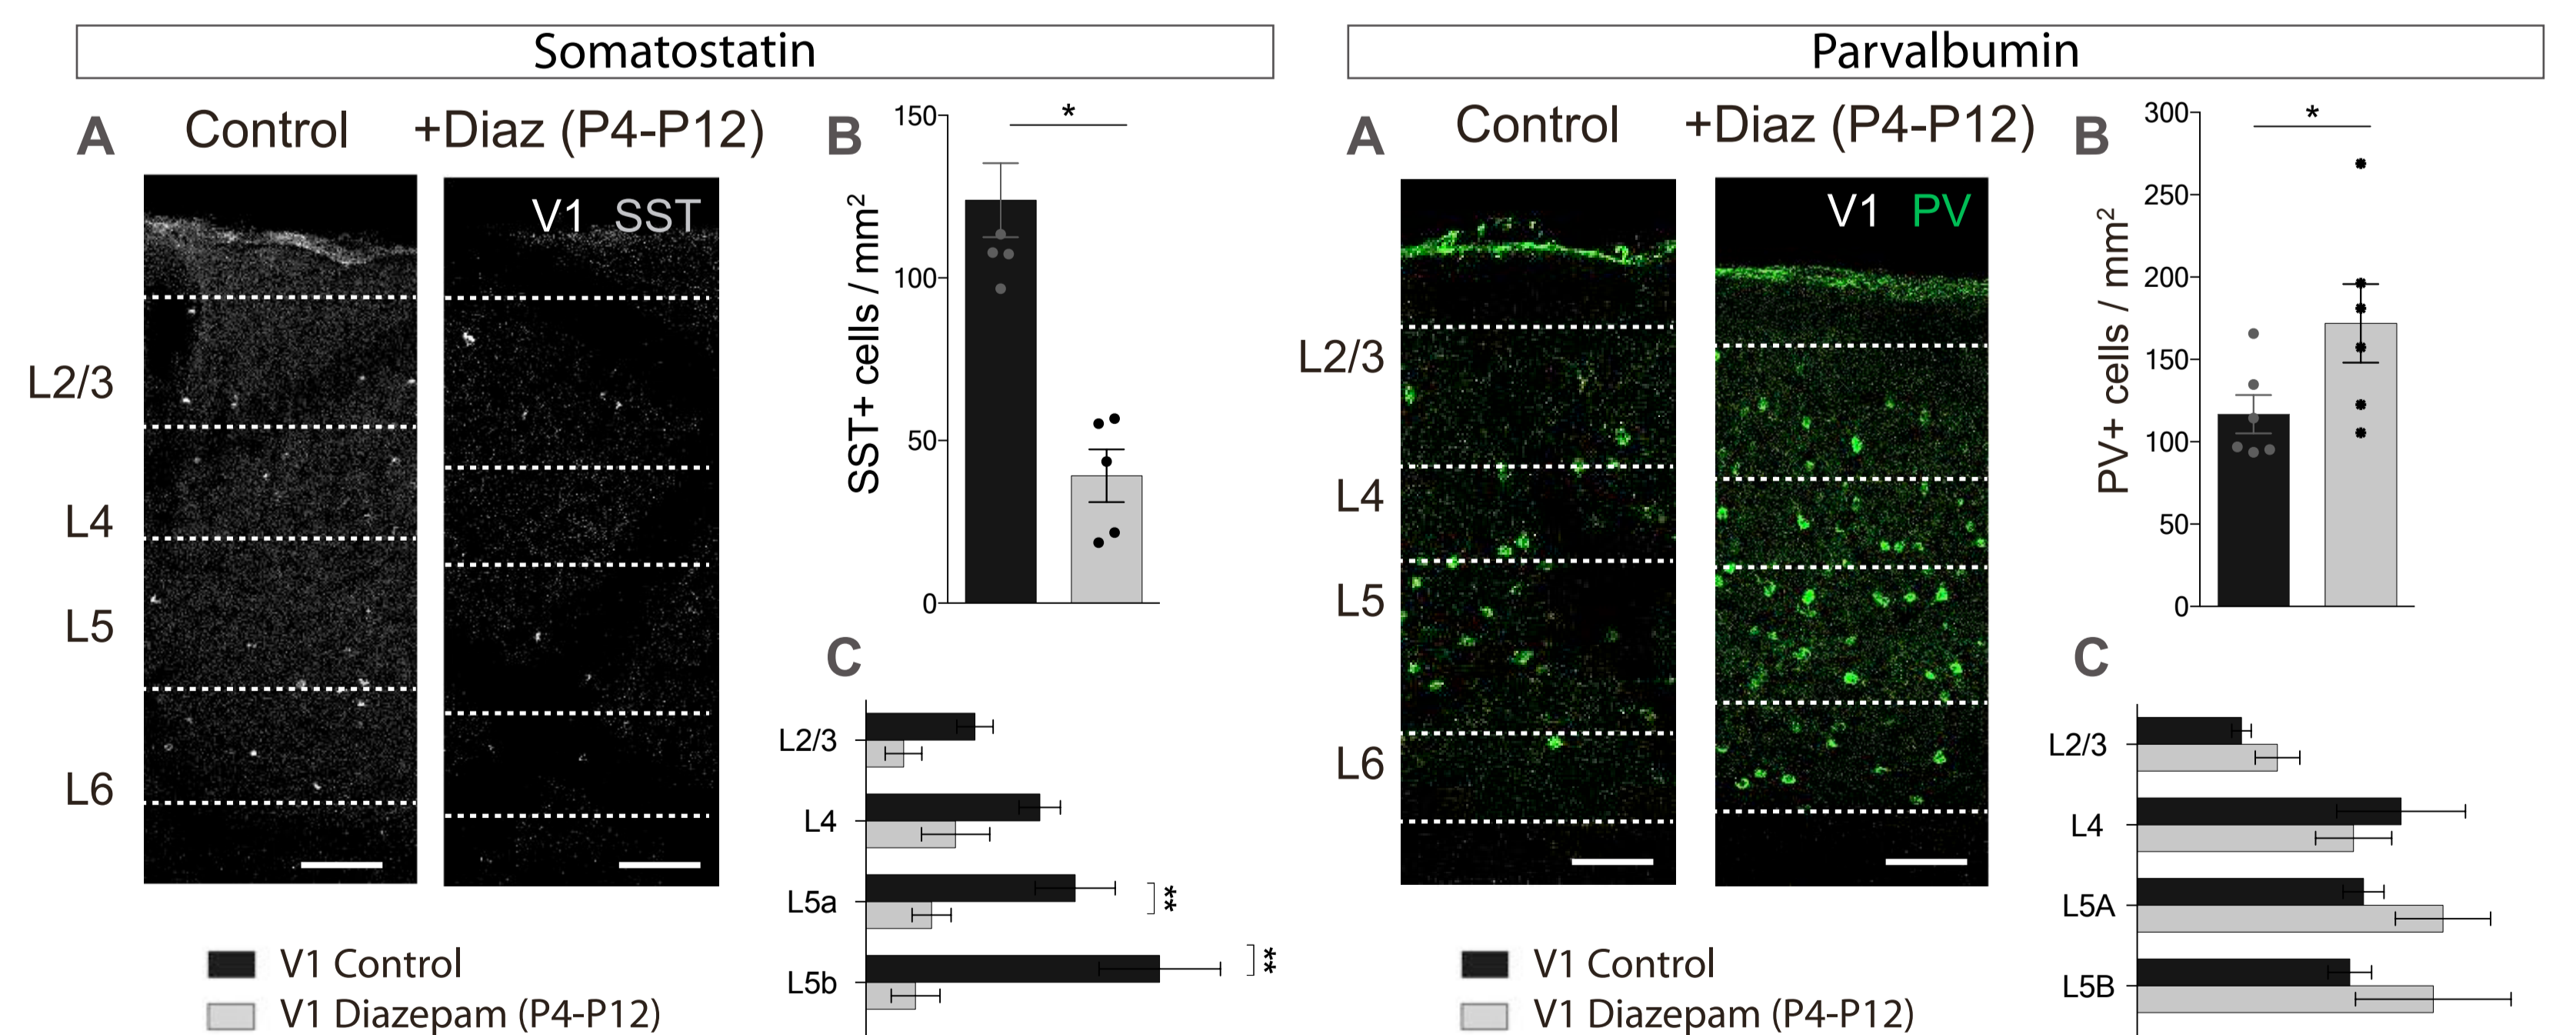 Somatostatin
A Control +Diaz (P4-P12)
V1 SST
L2/3
L4
L5
L6
V1 Control
V1 Diazepam (P4-P12)
B
SST+ cells / mm²
150
100
50
0
*
C
L2/3
L4
L5a
**
L5b
**
Parvalbumin
A Control +Diaz (P4-P12)
V1 PV
L2/3
L4
L5
L6
V1 Control
V1 Diazepam (P4-P12)
B
PV+ cells / mm²
300
250
200
150
100
50
0
*
C
L2/3
L4
L5A
L5B